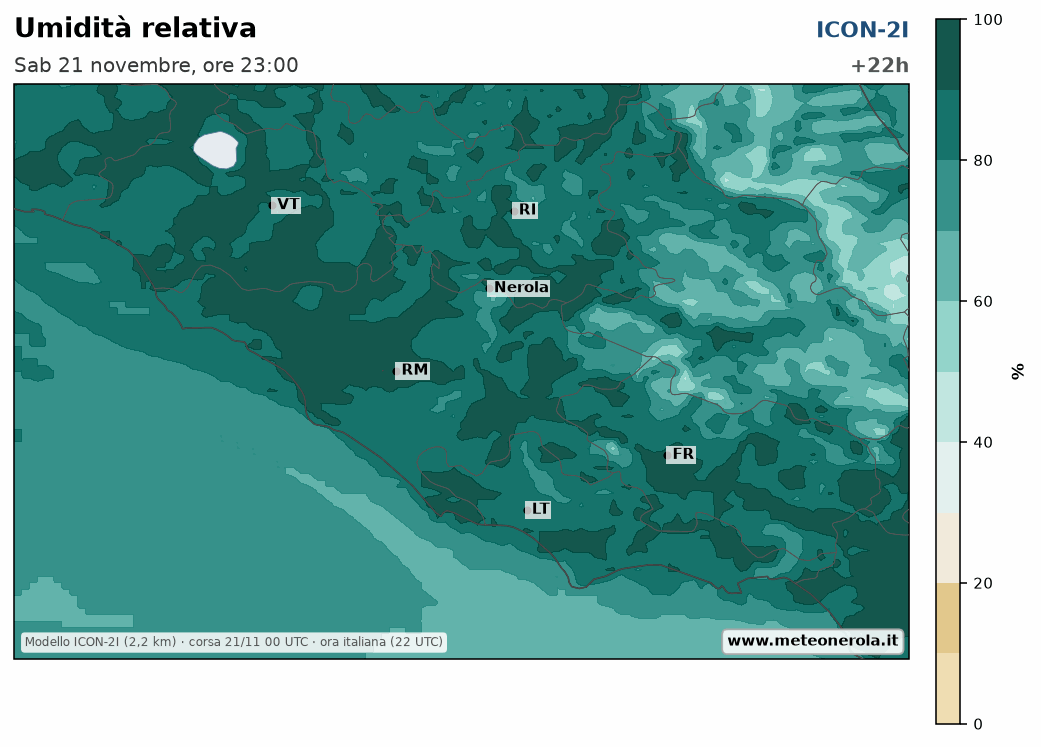 Umidità relativa
ICON-2I
Sab 21 novembre, ore 23:00
+22h
100
80
60
40
20
0
%
VT
RI
Nerola
RM
FR
LT
Modello ICON-2I (2,2 km) · corsa 21/11 00 UTC · ora italiana (22 UTC)
www.meteonerola.it